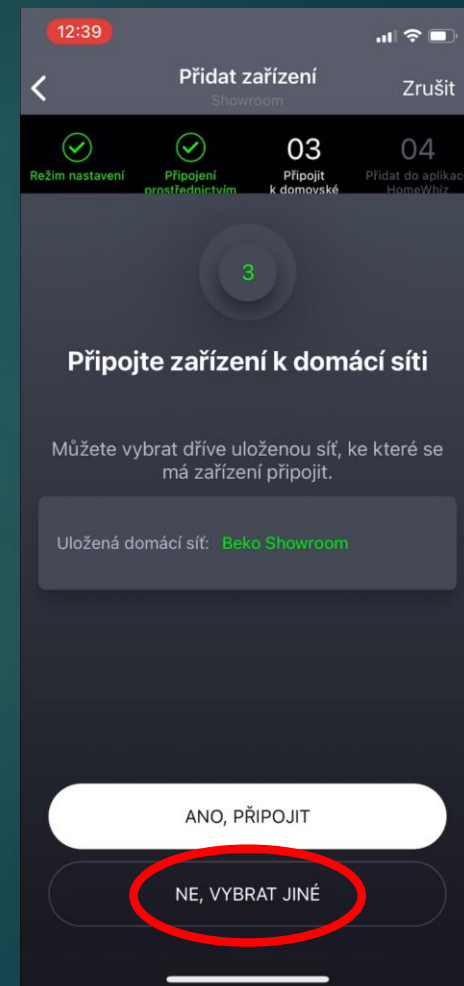 12:39
Přidat zařízení
Zrušit
Showroom
03
04
Režim nastavení
Připojení
prostřednictvím
Připojit
k domovské
Přidat do aplikac
HomeWhiz
3
Připojte zařízení k domácí síti
Můžete vybrat dříve uloženou síť, ke které se
má zařízení připojit.
Uložená domácí síť: Beko Showroom
ANO, PŘIPOJIT
NE, VYBRAT JINÉ